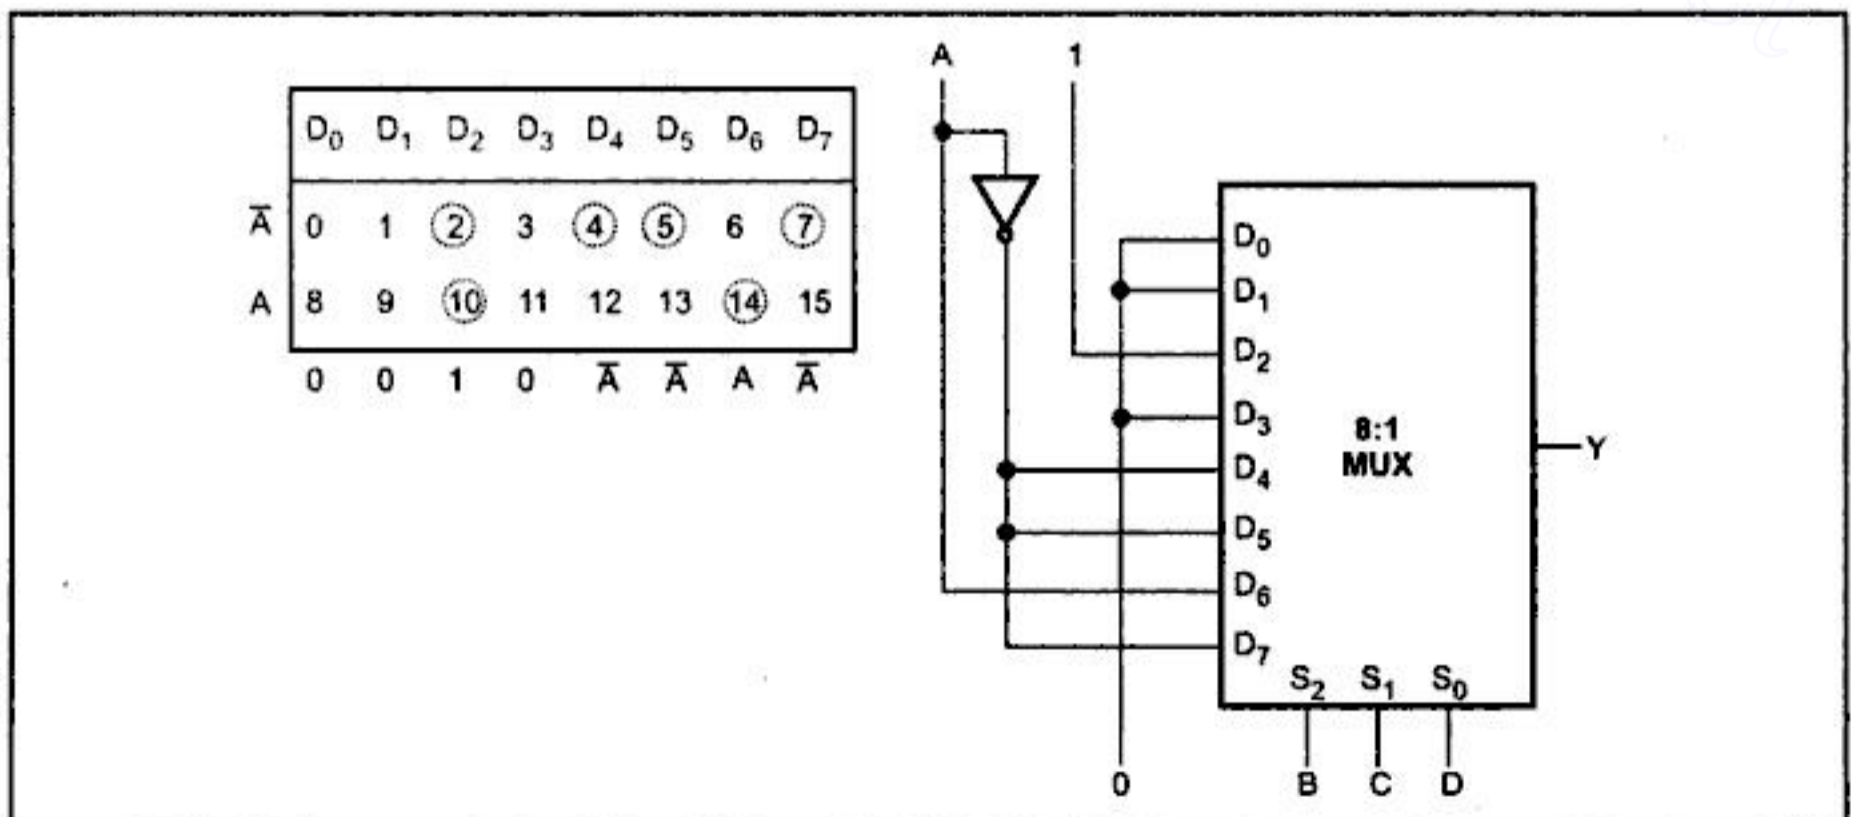 D₀ D₁ D₂ D₃ D₄ D₅ D₆ D₇
A̅ 0 1 2 3 4 5 6 7
A 8 9 10 11 12 13 14 15
0 0 1 0 A̅ A̅ A A̅
A 1
D₀
D₁
D₂
D₃
D₄
D₅
D₆
D₇
8:1
MUX
Y
S₂ S₁ S₀
0 B C D